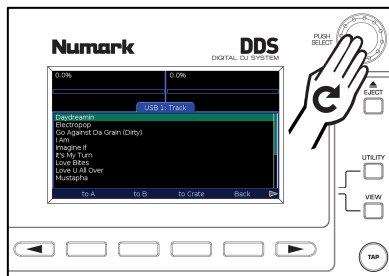 Numark
DDS
DIGITAL DJ SYSTEM
PUSH
SELECT
0.0%
0.0%
USB 1: Track
Daydreamin
Electropop
Go Against Da Grain (Dirty)
I Am
Imagine If
It's My Turn
Love Bites
Love U All Over
Mustapha
to A
to B
to Crate
Back
EJECT
UTILITY
VIEW
TAP